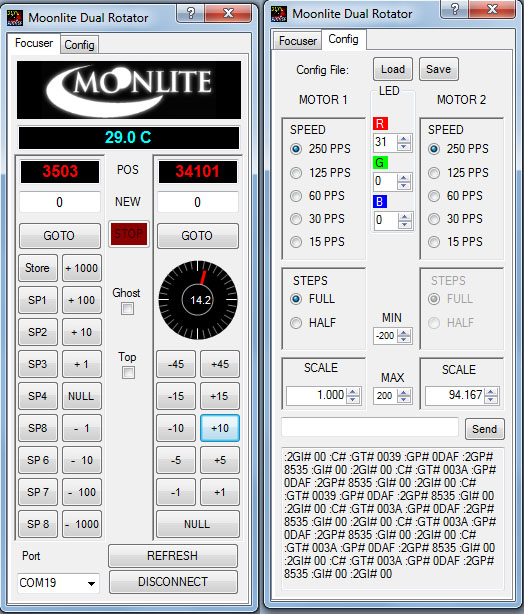 Moonlite Dual Rotator
Focuser Config
MOONLITE
29.0 C
3503 POS 34101
0 NEW 0
GOTO STOP GOTO
Store + 1000
SP1 + 100
SP2 + 10
SP3 + 1
SP4 NULL
SP8 - 1
SP 6 - 10
SP 7 - 100
SP 8 - 1000
Ghost
Top
14.2
-45 +45
-15 +15
-10 +10
-5 +5
-1 +1
NULL
Port
COM19
REFRESH
DISCONNECT
Moonlite Dual Rotator
Focuser Config
Config File: Load Save
MOTOR 1 LED MOTOR 2
SPEED
250 PPS
125 PPS
60 PPS
30 PPS
15 PPS
R
31
G
0
B
0
SPEED
250 PPS
125 PPS
60 PPS
30 PPS
15 PPS
STEPS
FULL
HALF
MIN
-200
STEPS
FULL
HALF
SCALE
1.000
MAX
200
SCALE
94.167
Send
:2GI# 00 :C# :GT# 0039 :GP# 0DAF :2GP#
8535 :GI# 00 :2GI# 00 :C# :GT# 003A :GP#
0DAF :2GP# 8535 :GI# 00 :2GI# 00 :C#
:GT# 0039 :GP# 0DAF :2GP# 8535 :GI# 00
:2GI# 00 :C# :GT# 003A :GP# 0DAF :2GP#
8535 :GI# 00 :2GI# 00 :C# :GT# 003A :GP#
0DAF :2GP# 8535 :GI# 00 :2GI# 00 :C#
:GT# 003A :GP# 0DAF :2GP# 8535 :GI# 00
:2GI# 00 :C# :GT# 003A :GP# 0DAF :2GP#
8535 :GI# 00 :2GI# 00